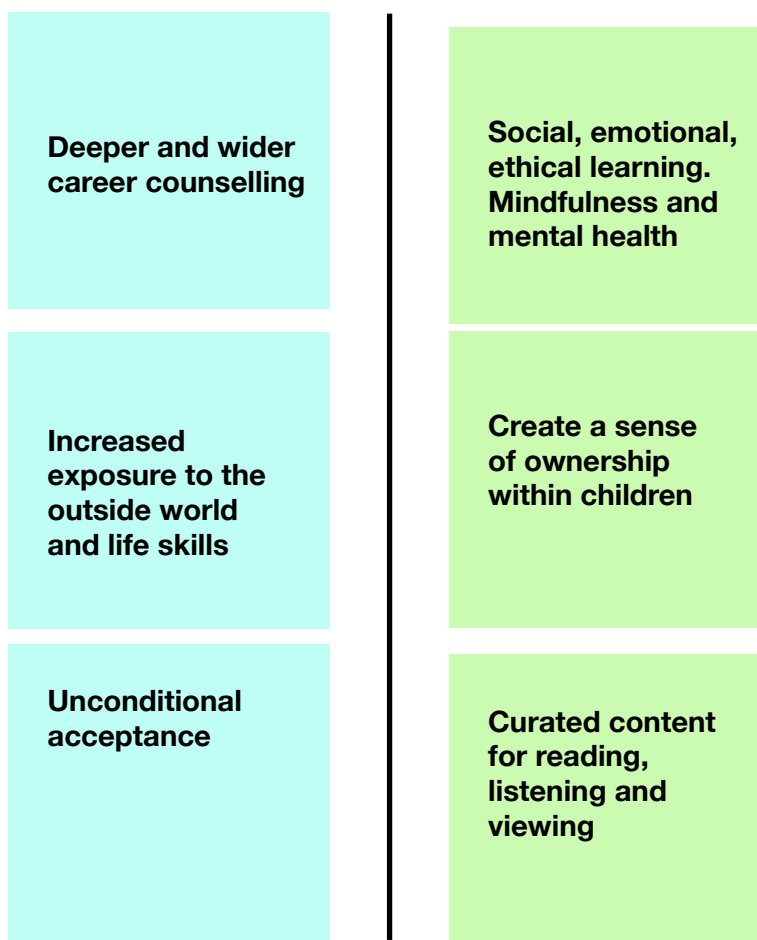 Deeper and wider
career counselling
Increased
exposure to the
outside world
and life skills
Unconditional
acceptance
Social, emotional,
ethical learning.
Mindfulness and
mental health
Create a sense
of ownership
within children
Curated content
for reading,
listening and
viewing